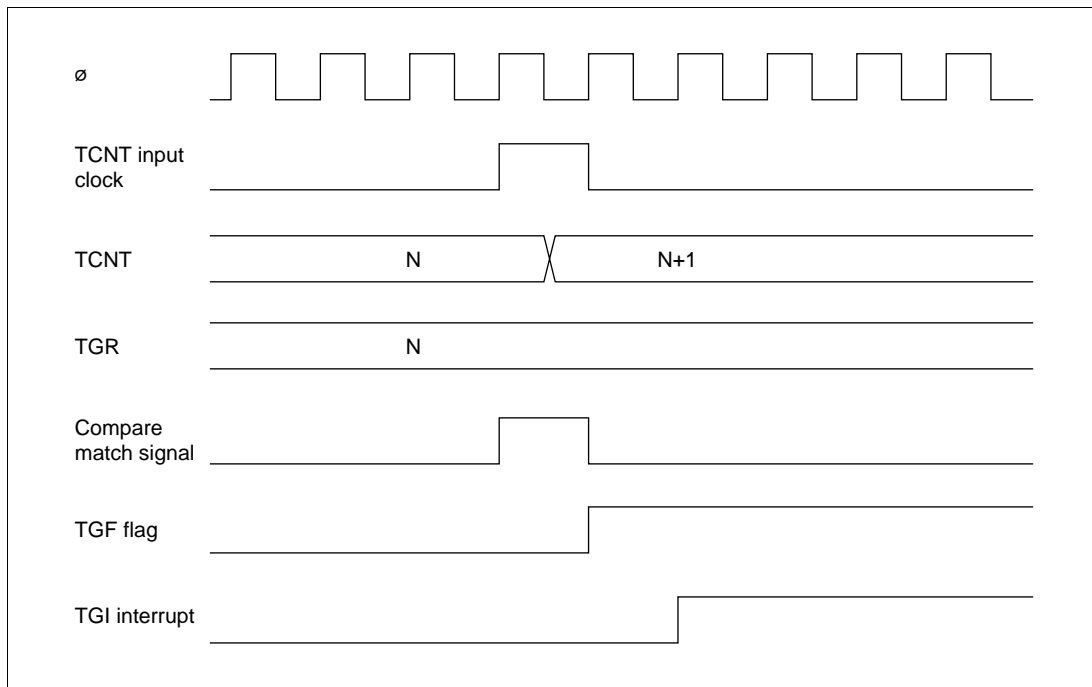 ø
TCNT input
clock
TCNT
N
N+1
TGR
N
Compare
match signal
TGF flag
TGI interrupt